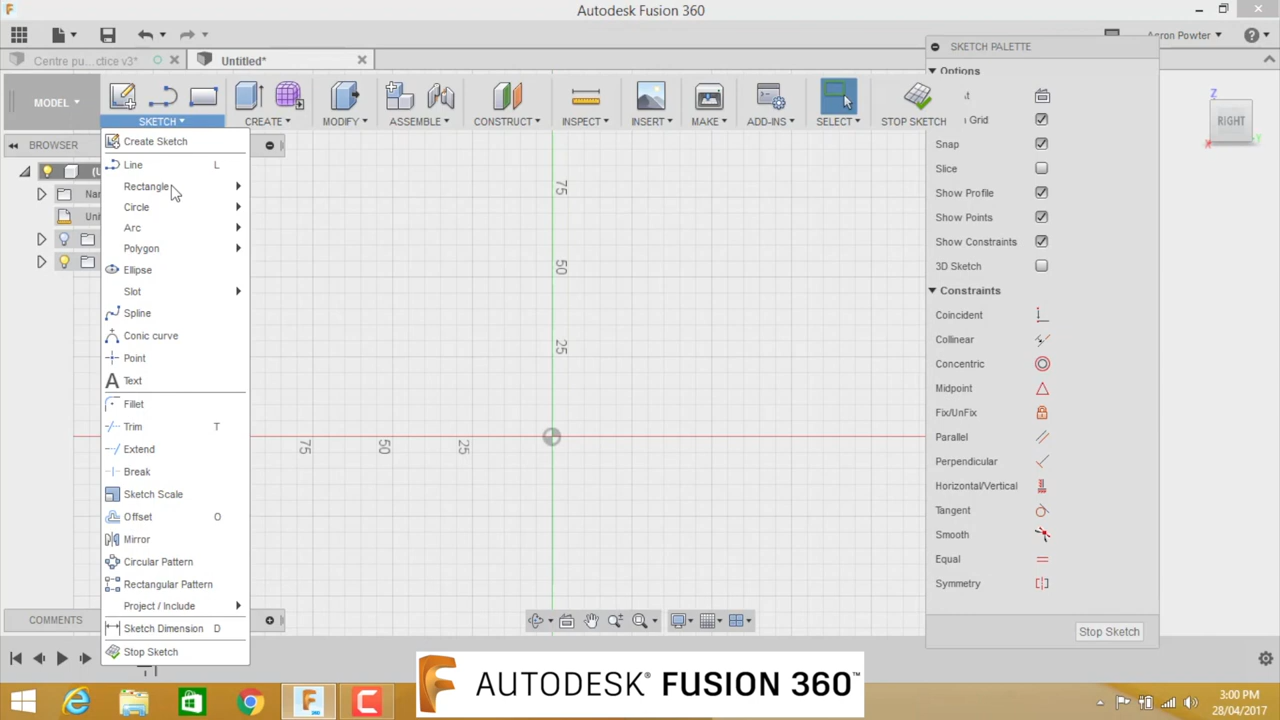 Autodesk Fusion 360
Aaron Powter
Centre pu...ctice v3*
Untitled*
MODEL
SKETCH
CREATE
MODIFY
ASSEMBLE
CONSTRUCT
INSPECT
INSERT
MAKE
ADD-INS
SELECT
STOP SKETCH
BROWSER
Create Sketch
Line L
Rectangle
Circle
Arc
Polygon
Ellipse
Slot
Spline
Conic curve
Point
Text
Fillet
Trim T
Extend
Break
Sketch Scale
Offset O
Mirror
Circular Pattern
Rectangular Pattern
Project / Include
Sketch Dimension D
Stop Sketch
COMMENTS
75
50
25
75
50
25
SKETCH PALETTE
Options
Grid
Snap
Slice
Show Profile
Show Points
Show Constraints
3D Sketch
Constraints
Coincident
Collinear
Concentric
Midpoint
Fix/UnFix
Parallel
Perpendicular
Horizontal/Vertical
Tangent
Smooth
Equal
Symmetry
Stop Sketch
Z
RIGHT
X
Y
AUTODESK® FUSION 360™
3:00 PM
28/04/2017